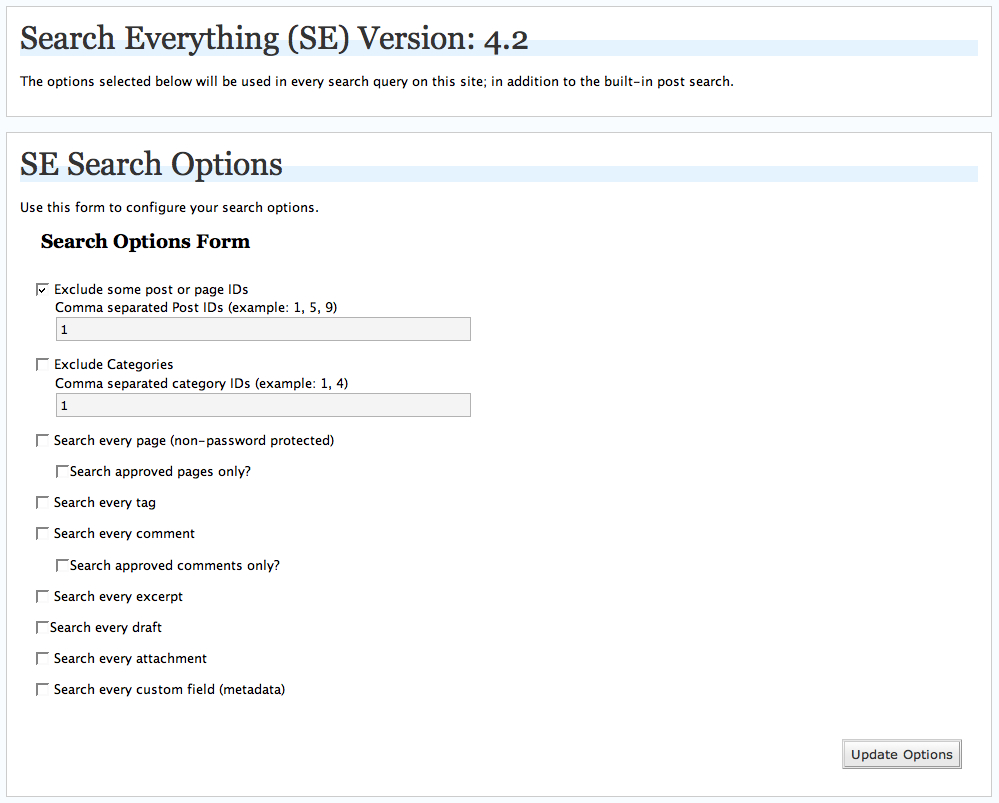 Search Everything (SE) Version: 4.2
The options selected below will be used in every search query on this site; in addition to the built-in post search.
SE Search Options
Use this form to configure your search options.
Search Options Form
Exclude some post or page IDs
Comma separated Post IDs (example: 1, 5, 9)
1
Exclude Categories
Comma separated category IDs (example: 1, 4)
1
Search every page (non-password protected)
Search approved pages only?
Search every tag
Search every comment
Search approved comments only?
Search every excerpt
Search every draft
Search every attachment
Search every custom field (metadata)
Update Options